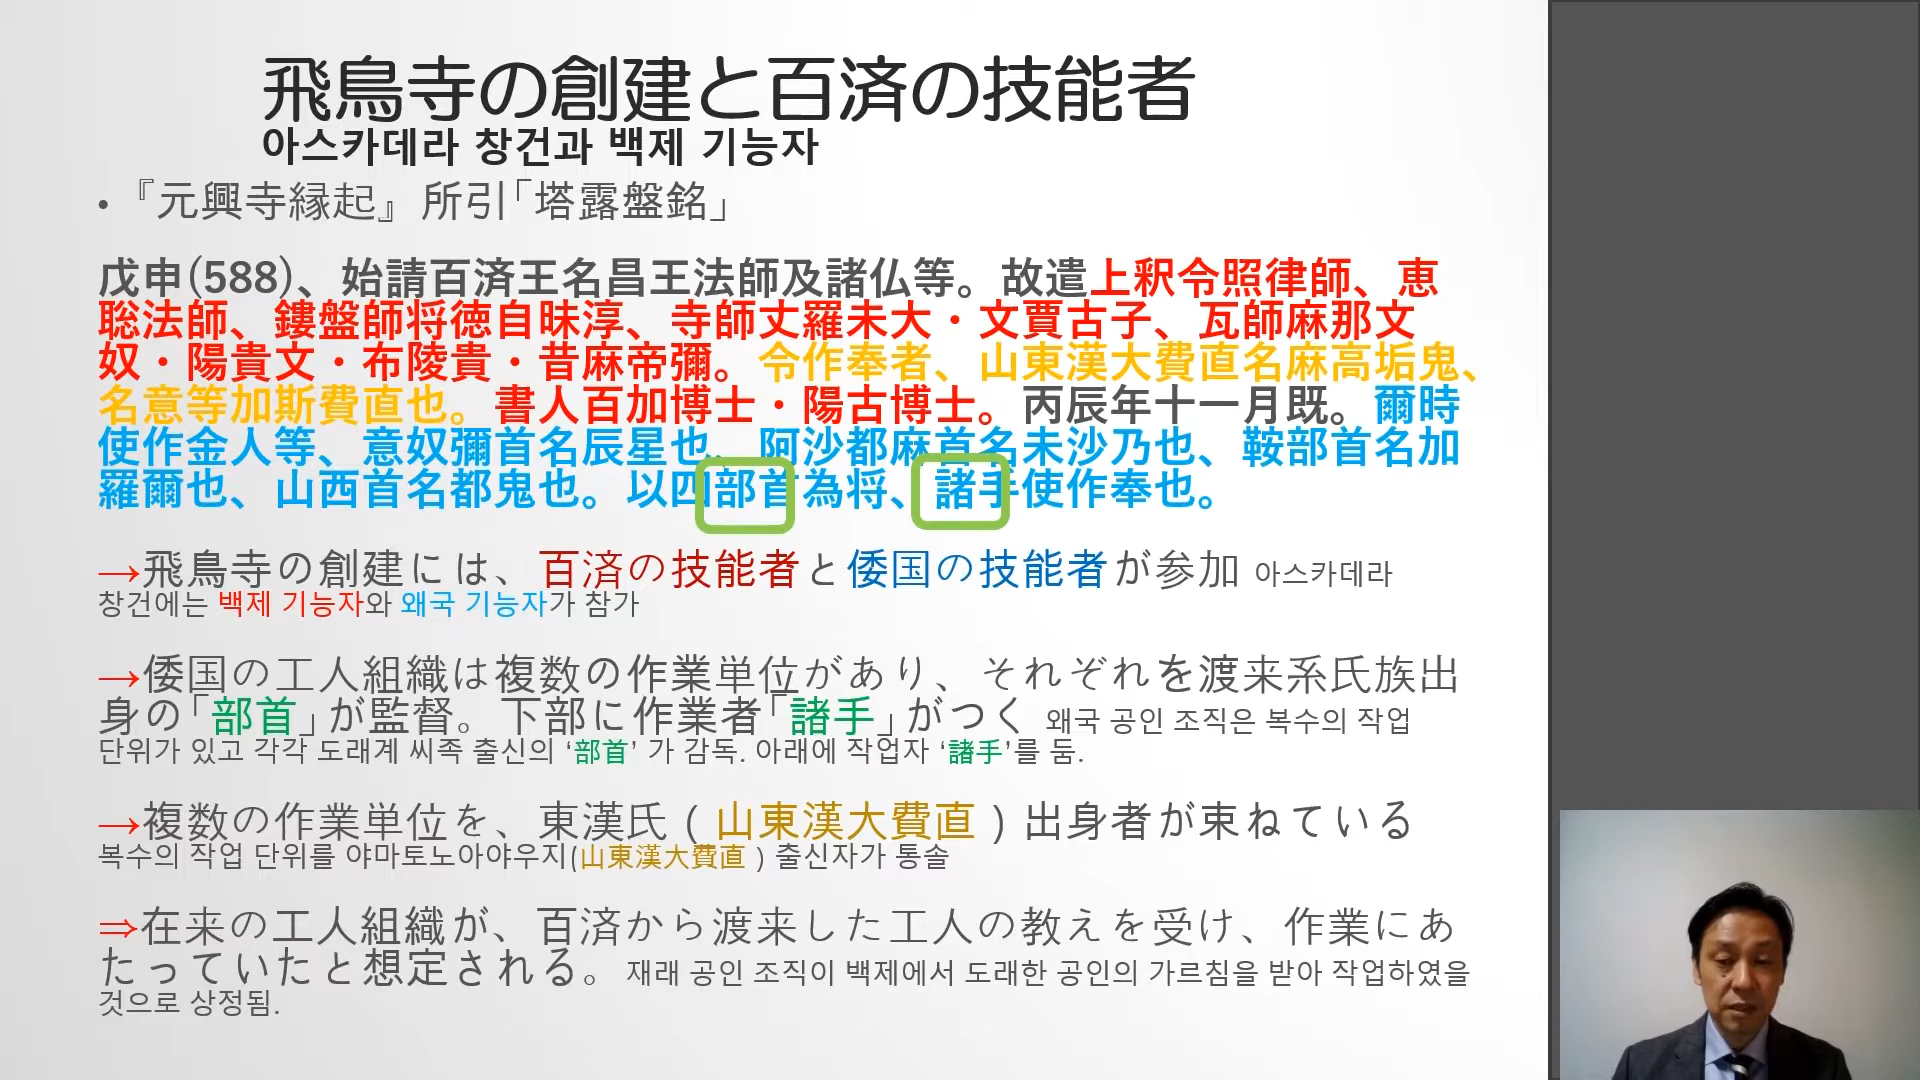 飛鳥寺の創建と百済の技能者
아스카데라 창건과 백제 기능자
• 『元興寺縁起』所引「塔露盤銘」
戊申(588)、始請百済王名昌王法師及諸仏等。故遣上釈令照律師、恵
聡法師、鏤盤師将徳自昧淳、寺師丈羅未大・文賈古子、瓦師麻那文
奴・陽貴文・布陵貴・昔麻帝彌。令作奉者、山東漢大費直名麻高垢鬼、
名意等加斯費直也。書人百加博士・陽古博士。丙辰年十一月既。爾時
使作金人等、意奴彌首名辰星也、阿沙都麻首名未沙乃也、鞍部首名加
羅爾也、山西首名都鬼也。以四部首為将、諸手使作奉也。
→飛鳥寺の創建には、百済の技能者と倭国の技能者が参加 아스카데라
창건에는 백제 기능자와 왜국 기능자가 참가
→倭国の工人組織は複数の作業単位があり、それぞれを渡来系氏族出
身の「部首」が監督。下部に作業者「諸手」がつく 왜국 공인 조직은 복수의 작업
단위가 있고 각각 도래계 씨족 출신의 ‘部首’ 가 감독. 아래에 작업자 ‘諸手’를 둠.
→複数の作業単位を、東漢氏(山東漢大費直)出身者が束ねている
복수의 작업 단위를 야마토노아야우지(山東漢大費直) 출신자가 통솔
⇒在来の工人組織が、百済から渡来した工人の教えを受け、作業にあ
たっていたと想定される。 재래 공인 조직이 백제에서 도래한 공인의 가르침을 받아 작업하였을
것으로 상정됨.